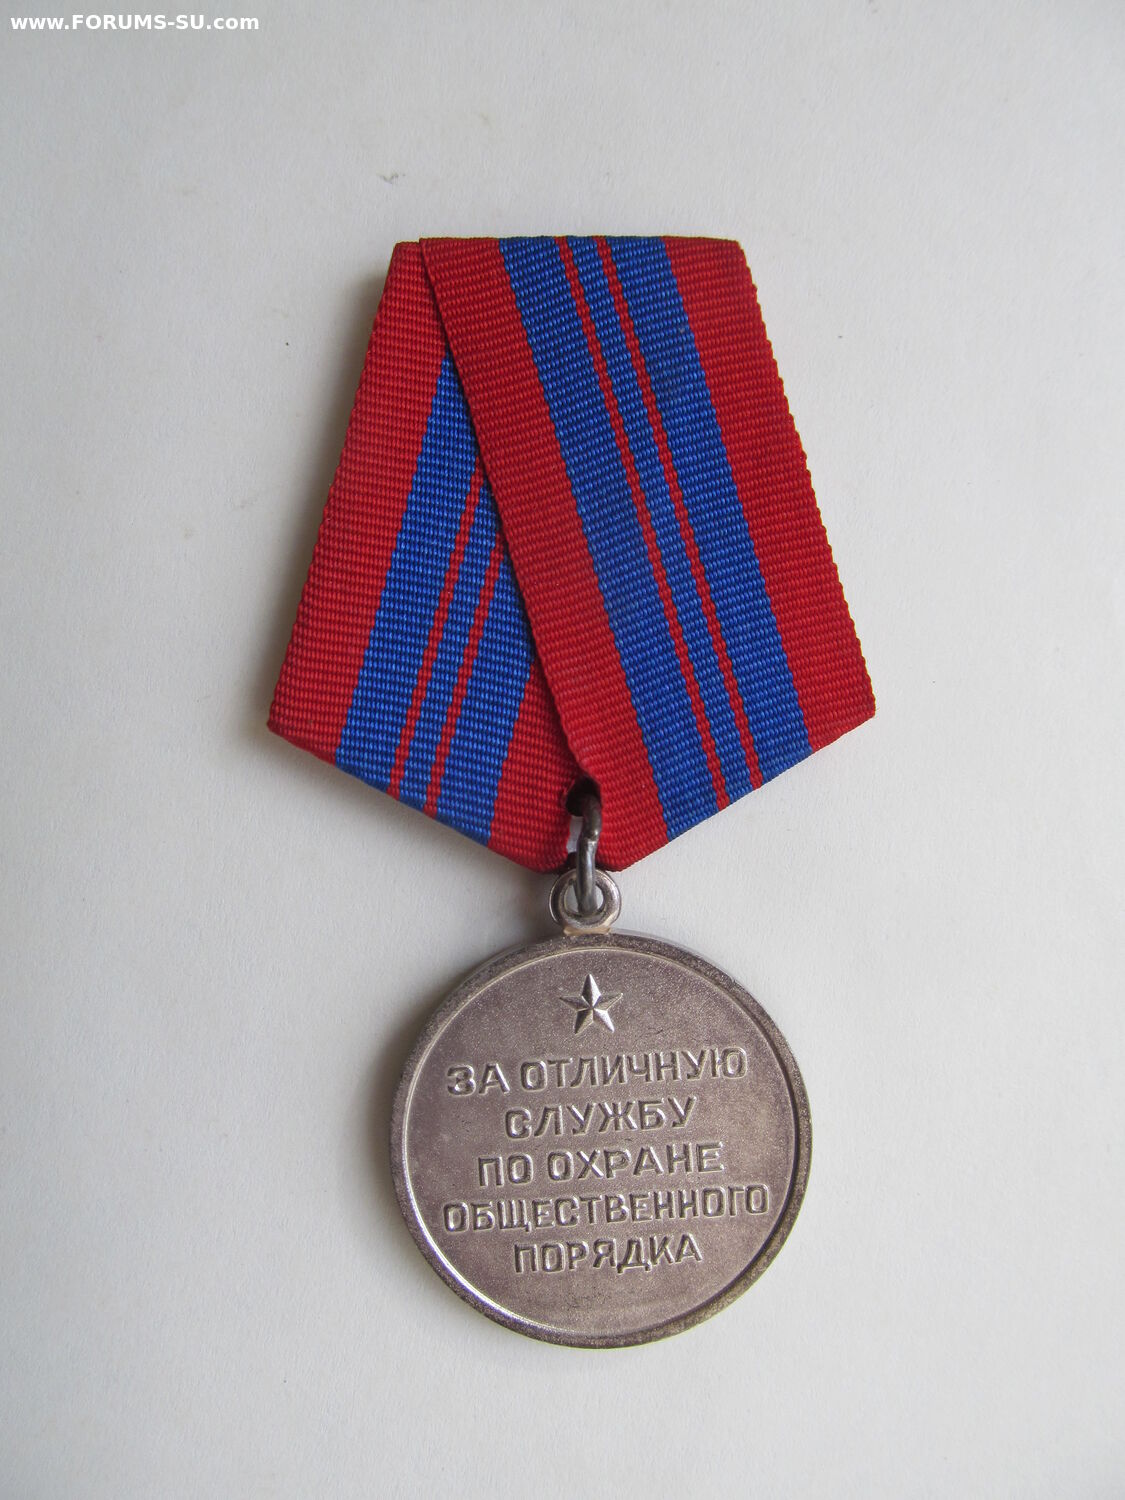 www.FORUMS-SU.com
ЗА ОТЛИЧНУЮ
СЛУЖБУ
ПО ОХРАНЕ
ОБЩЕСТВЕННОГО
ПОРЯДКА